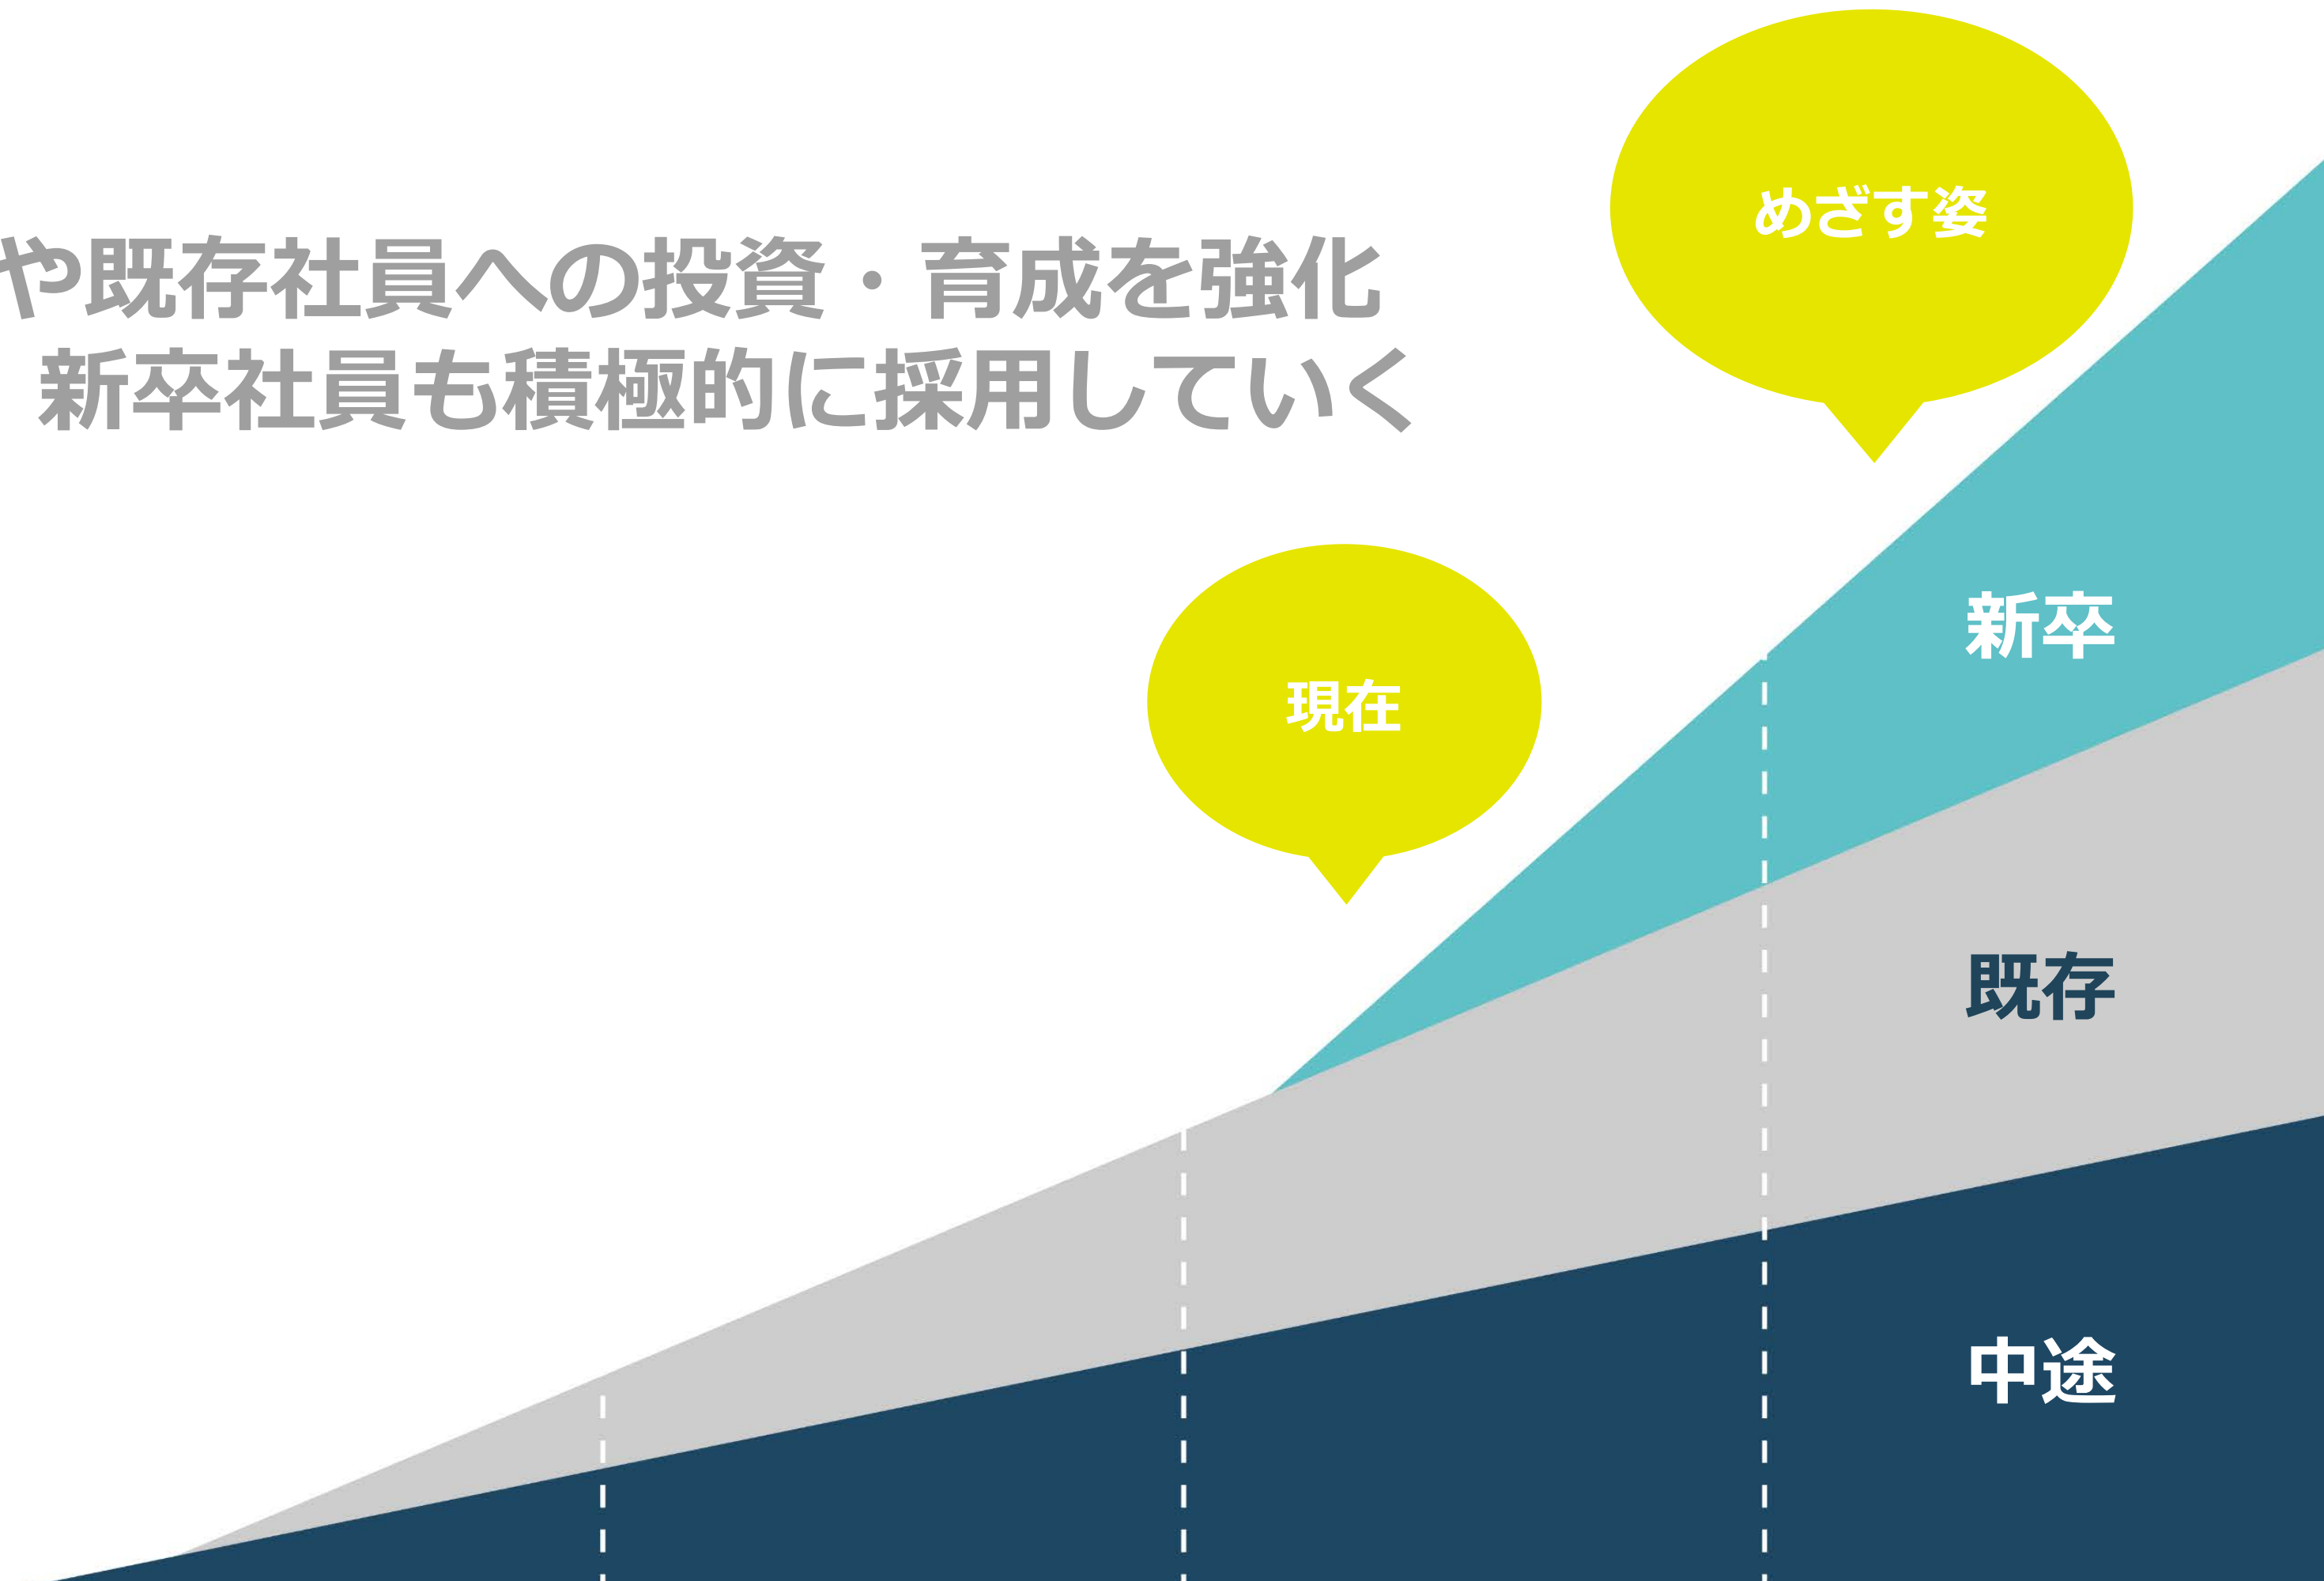 や既存社員への投資・育成を強化
新卒社員も積極的に採用していく
めざす姿
現在
新卒
既存
中途